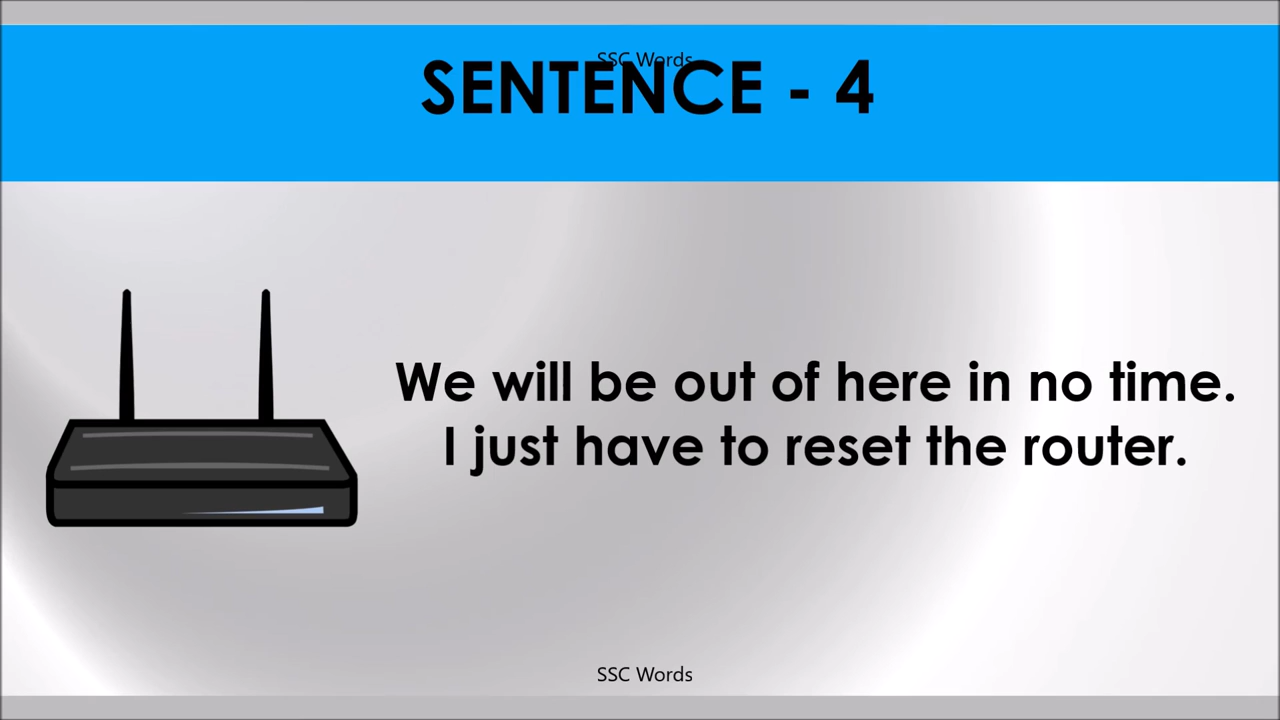 SSC Words
SENTENCE - 4
We will be out of here in no time.
I just have to reset the router.
SSC Words